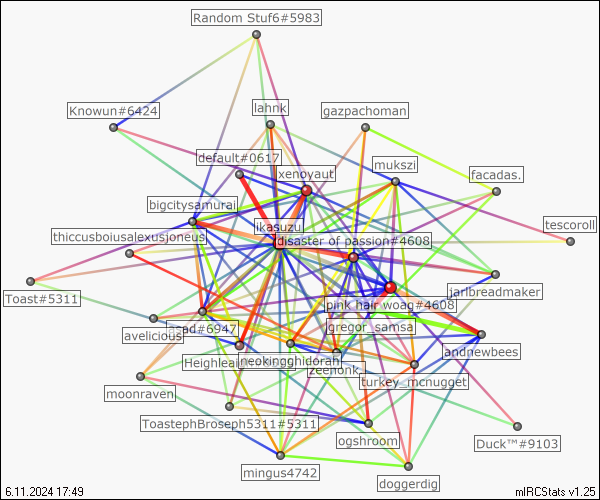 Random Stuf6#5983
Knowun#6424
lahnk
gazpachoman
default#0617
xenoyaut
mukszi
facadas.
bigcitysamurai
ikasuzu
tescoroll
thiccusboiusalexusjoneus
disaster of passion#4608
Toast#5311
pink hair woag#4608
jarlbreadmaker
avelicious
ad#6947
gregor_samsa
andnewbees
Heighleai
neokingghidorah
zeehonk
turkey_mcnugget
moonraven
ToastephBroseph5311#5311
ogshroom
Duck™#9103
mingus4742
doggerdig
6.11.2024 17:49
mIRCStats v1.25